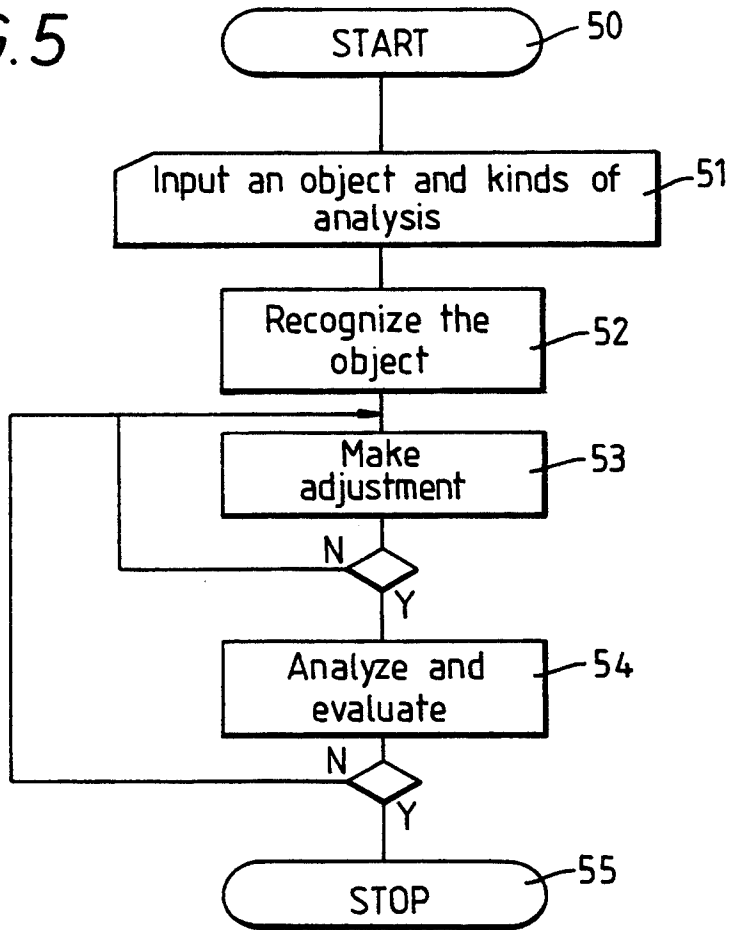 G.5
START
50
Input an object and kinds of
analysis
51
Recognize the
object
52
Make
adjustment
53
N
Y
Analyze and
evaluate
54
N
Y
STOP
55